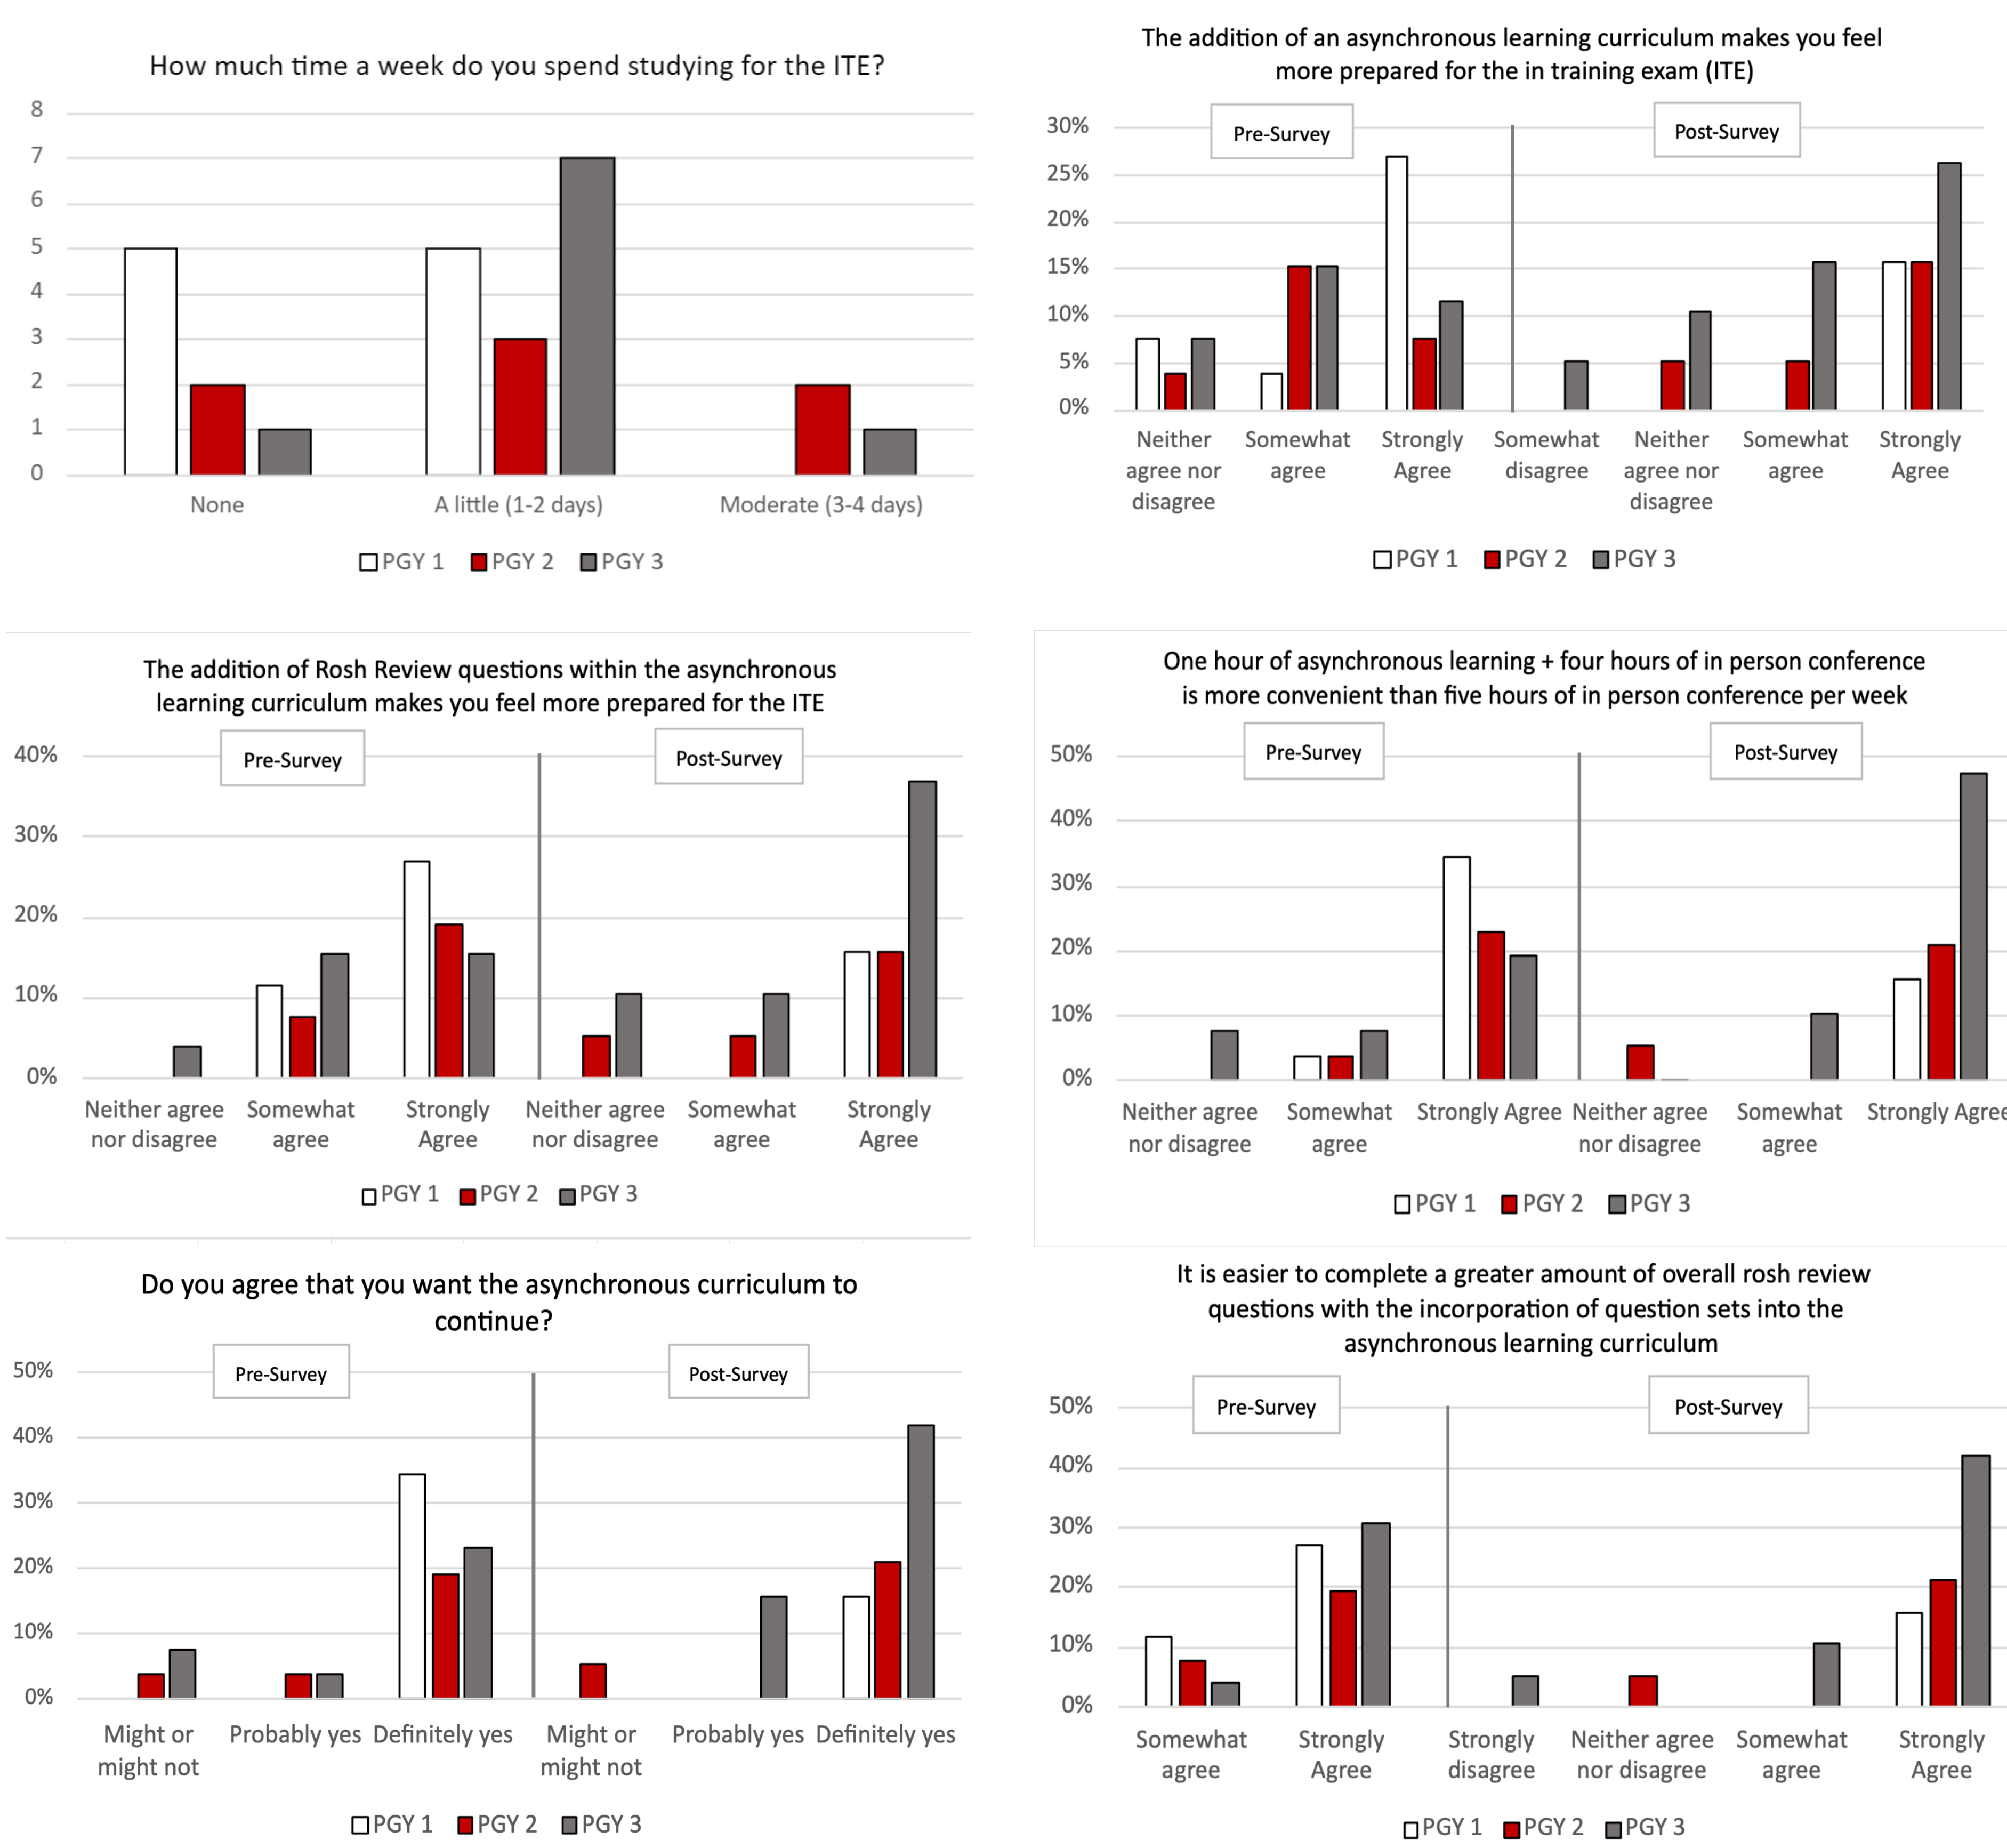 How much time a week do you spend studying for the ITE?
8
7
6
5
4
3
2
1
0
None A little (1-2 days) Moderate (3-4 days)
PGY 1 PGY 2 PGY 3
The addition of an asynchronous learning curriculum makes you feel
more prepared for the in training exam (ITE)
Pre-Survey Post-Survey
30%
25%
20%
15%
10%
5%
0%
Neither Somewhat Strongly Somewhat Neither Somewhat Strongly
agree nor agree Agree disagree agree nor agree Agree
disagree disagree
PGY 1 PGY 2 PGY 3
The addition of Rosh Review questions within the asynchronous
learning curriculum makes you feel more prepared for the ITE
Pre-Survey Post-Survey
40%
30%
20%
10%
0%
Neither agree Somewhat Strongly Neither agree Somewhat Strongly
nor disagree agree Agree nor disagree agree Agree
PGY 1 PGY 2 PGY 3
One hour of asynchronous learning + four hours of in person conference
is more convenient than five hours of in person conference per week
Pre-Survey Post-Survey
50%
40%
30%
20%
10%
0%
Neither agree Somewhat Strongly Agree Neither agree Somewhat Strongly Agree
nor disagree agree nor disagree agree
PGY 1 PGY 2 PGY 3
Do you agree that you want the asynchronous curriculum to
continue?
Pre-Survey Post-Survey
50%
40%
30%
20%
10%
0%
Might or Probably yes Definitely yes Might or Probably yes Definitely yes
might not might not
PGY 1 PGY 2 PGY 3
It is easier to complete a greater amount of overall rosh review
questions with the incorporation of question sets into the
asynchronous learning curriculum
Pre-Survey Post-Survey
50%
40%
30%
20%
10%
0%
Somewhat Strongly Strongly Neither agree Somewhat Strongly
agree Agree disagree nor disagree agree Agree
PGY 1 PGY 2 PGY 3